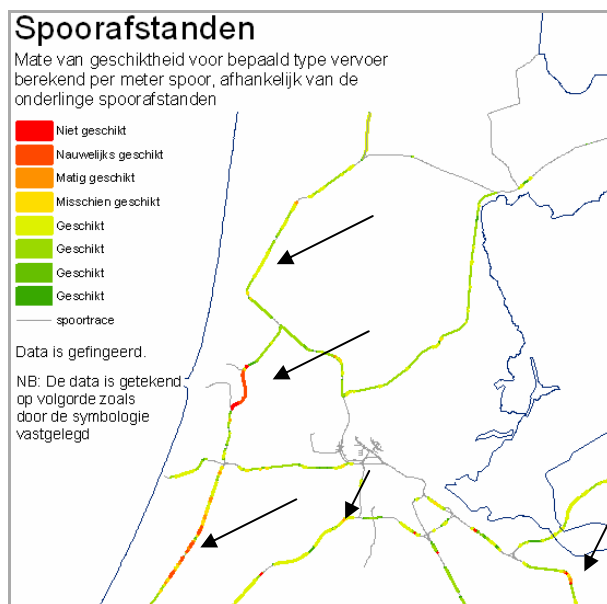 Spoorafstanden
Mate van geschiktheid voor bepaald type vervoer
berekend per meter spoor, afhankelijk van de
onderlinge spoorafstanden
Niet geschikt
Nauwelijks geschikt
Matig geschikt
Misschien geschikt
Geschikt
Geschikt
Geschikt
Geschikt
spoortrace
Data is gefingeerd.
NB: De data is getekend
op volgorde zoals
door de symbologie
vastgelegd